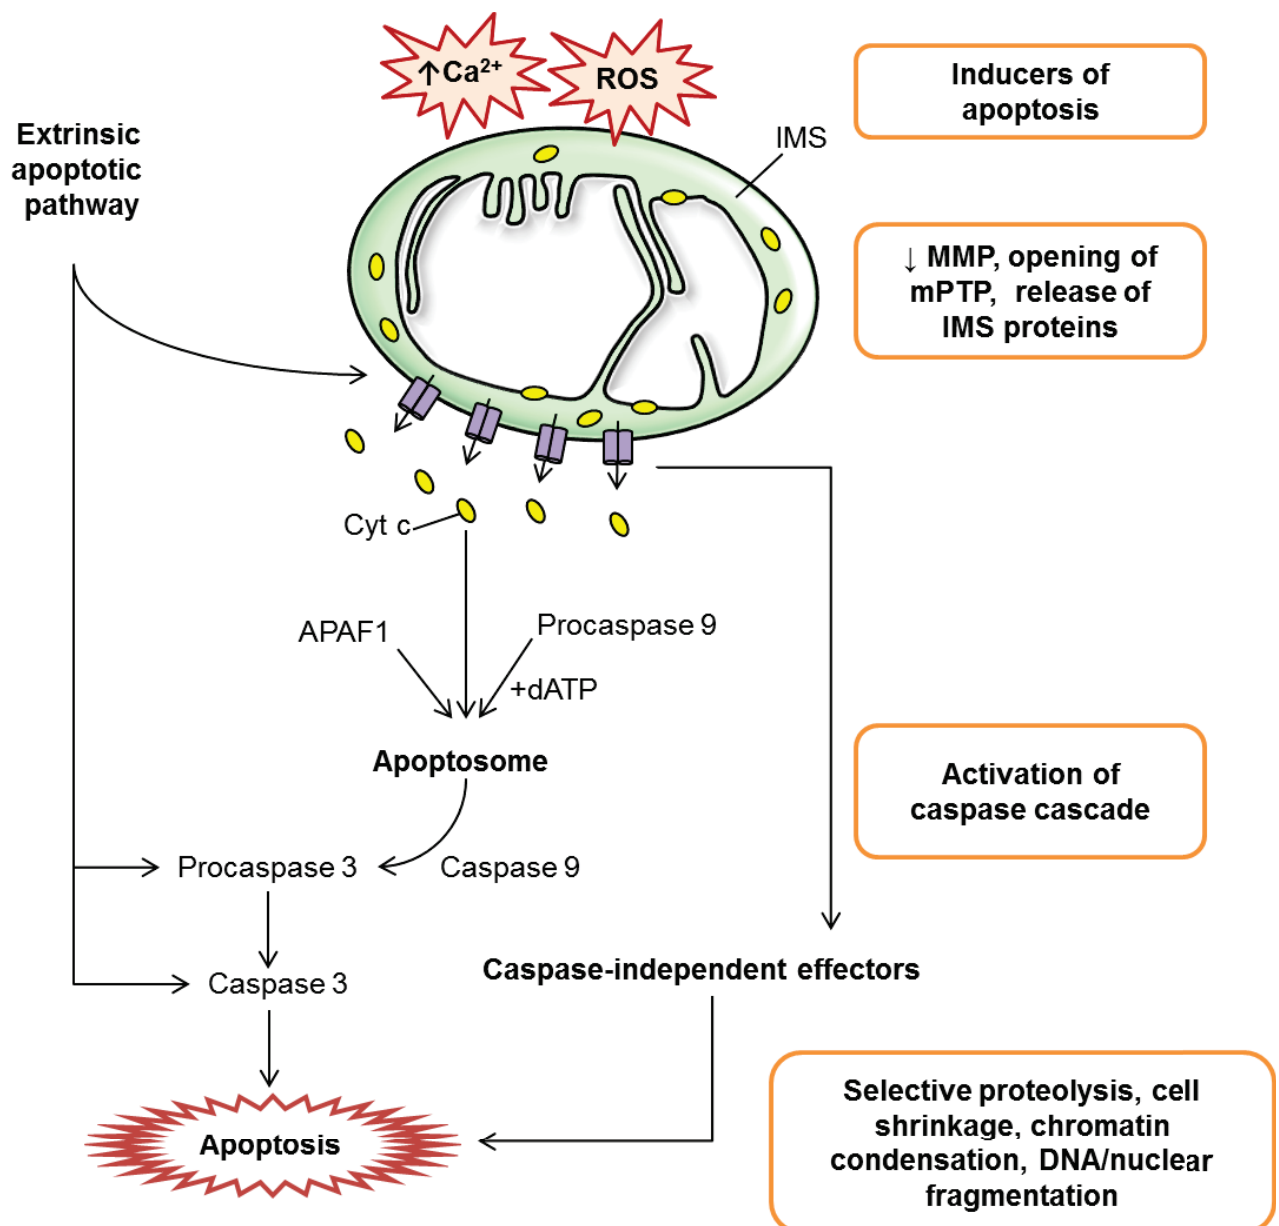 ↑Ca²⁺
ROS
Inducers of
apoptosis
Extrinsic
apoptotic
pathway
IMS
↓ MMP, opening of
mPTP, release of
IMS proteins
Cyt c
APAF1
Procaspase 9
+dATP
Apoptosome
Activation of
caspase cascade
Procaspase 3
Caspase 9
Caspase-independent effectors
Caspase 3
Selective proteolysis, cell
shrinkage, chromatin
condensation, DNA/nuclear
fragmentation
Apoptosis